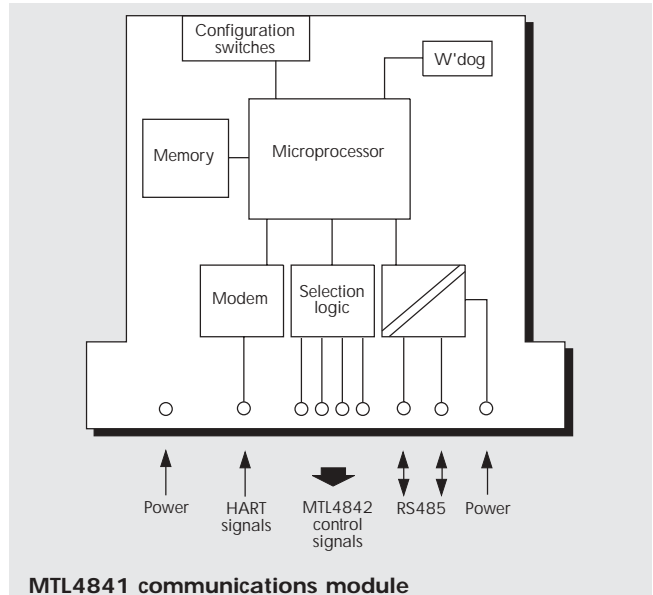 Configuration
switches
W'dog
Memory
Microprocessor
Modem
Selection
logic
Power
HART
signals
MTL4842
control
signals
RS485
Power
MTL4841 communications module